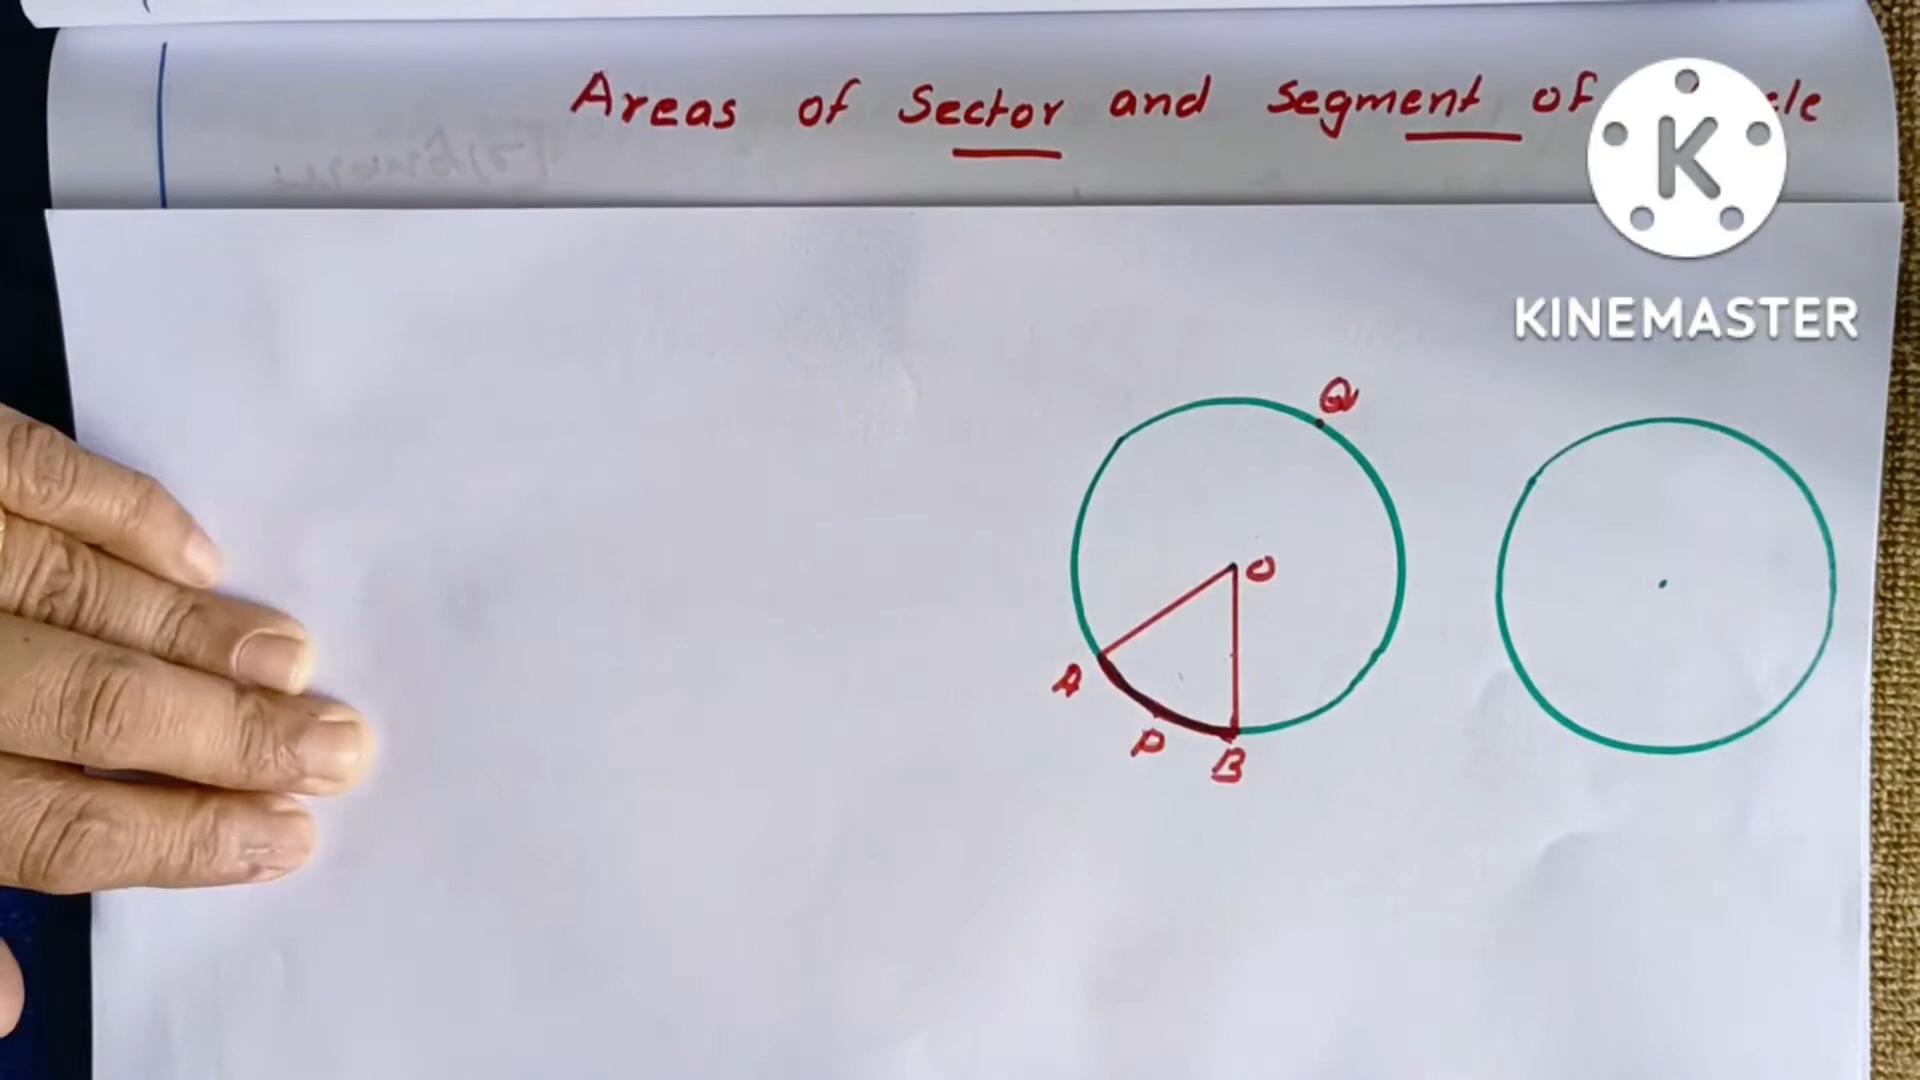 Areas of Sector and Segment of
K
KINEMASTER
Q
O
A
P
B